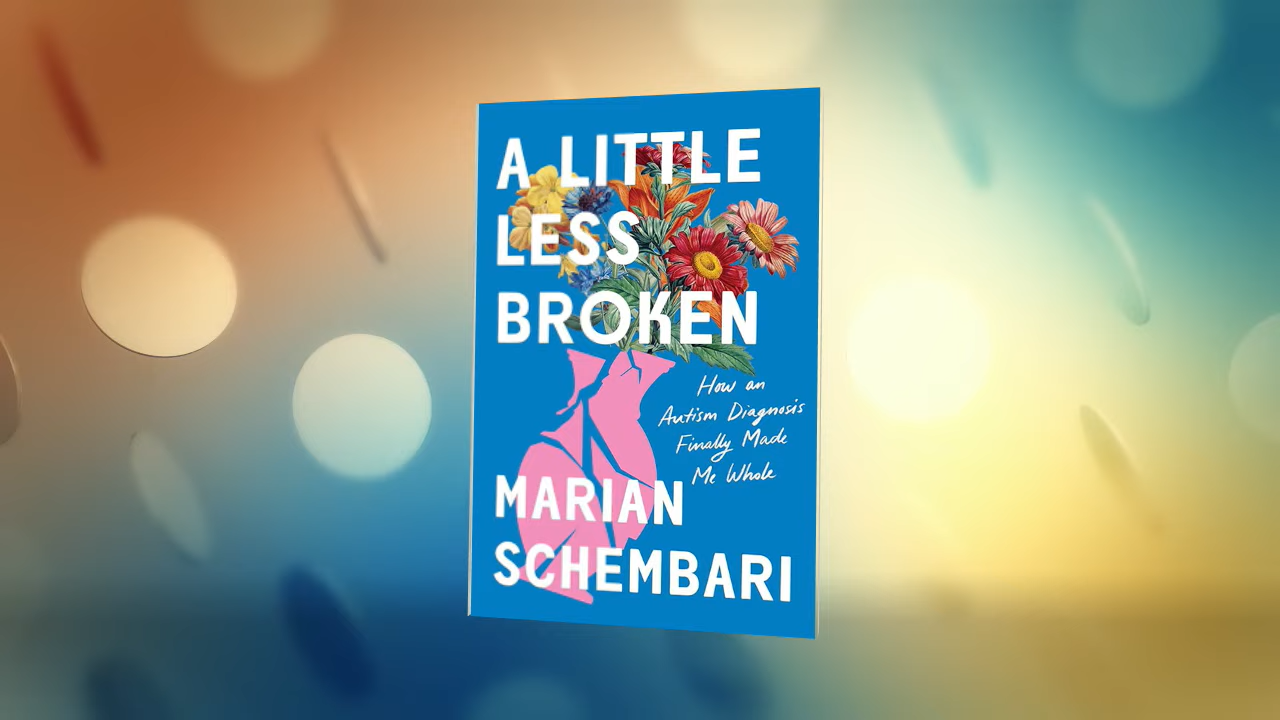 A LITTLE
LESS
BROKEN
How an
Autism Diagnosis
Finally Made
Me Whole
MARIAN
SCHEMBARI